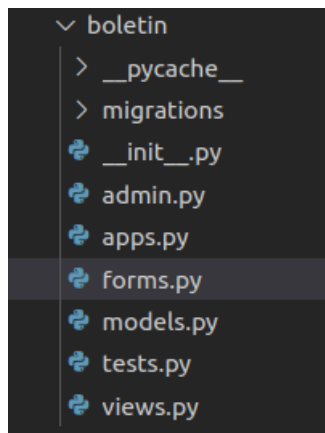 boletin
__pycache__
migrations
__init__.py
admin.py
apps.py
forms.py
models.py
tests.py
views.py